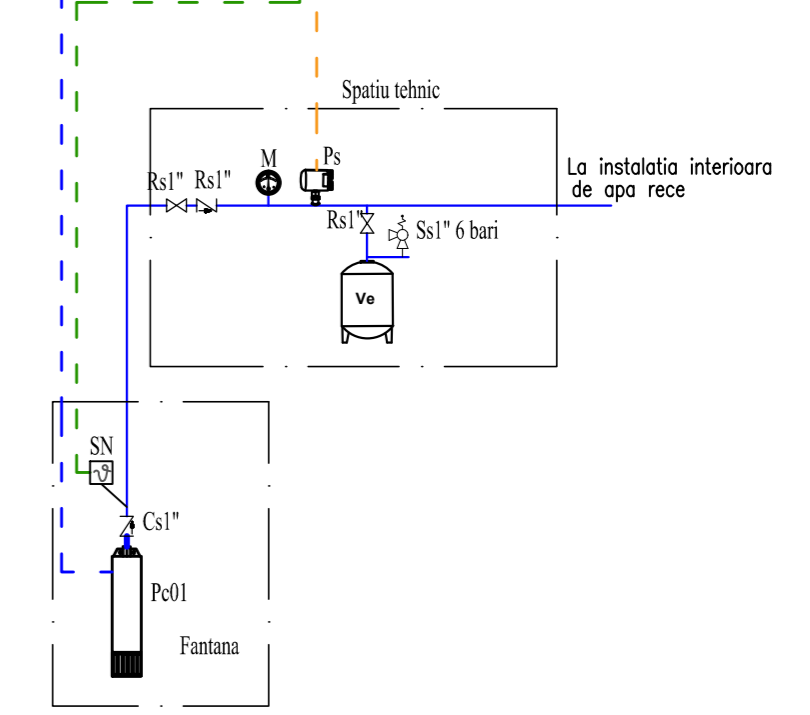 Spatiu tehnic
M
Ps
Rs1"
Rs1"
La instalatia interioara
de apa rece
Rs1"
Ss1" 6 bari
Ve
SN
Cs1"
Pc01
Fantana